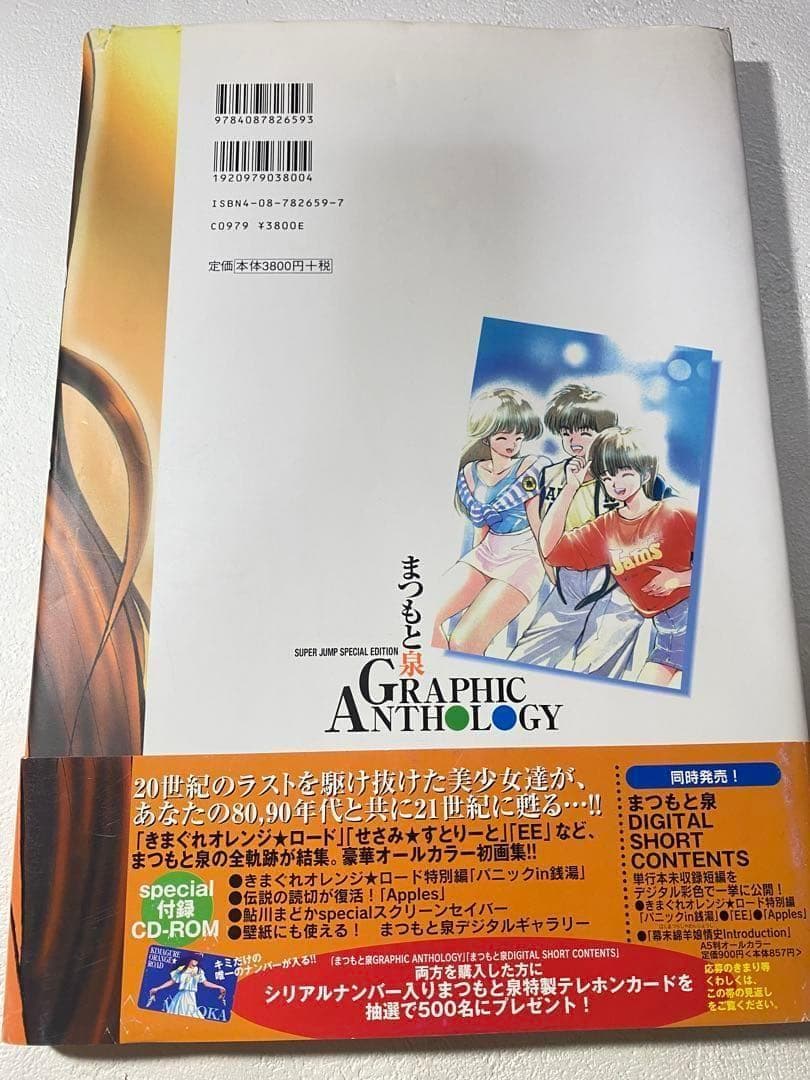 9784087826593
1920979038004
ISBN4-08-782659-7
C0979 ¥3800E
定価 本体3800円+税
Jams
まつもと泉
SUPER JUMP SPECIAL EDITION
GRAPHIC
ANTHOLOGY
20世紀のラストを駆け抜けた美少女達が、
あなたの80,90年代と共に21世紀に甦る…!!
「きまぐれオレンジ★ロード」「せさみ★すとりーと」「EE」など、
まつもと泉の全軌跡が結集。豪華オールカラー初画集!!
special
付録
CD-ROM
●きまぐれオレンジ★ロード特別編「パニックin銭湯」
●伝説の読切が復活!「Apples」
●鮎川まどかspecialスクリーンセイバー
●壁紙にも使える! まつもと泉デジタルギャラリー
同時発売!
まつもと泉
DIGITAL
SHORT
CONTENTS
単行本未収録短編を
デジタル彩色で一挙に公開!
●きまぐれオレンジ★ロード特別編
「パニックin銭湯」●「EE」●「Apples」
●「幕末綿羊娘情史Introduction」
A5判オールカラー
定価900円<本体857円>
KIMAGURE
ORANGE★
ROAD
MADOKA
キミだけの
唯一のナンバーが入る!!
「まつもと泉GRAPHIC ANTHOLOGY」「まつもと泉DIGITAL SHORT CONTENTS」
両方を購入した方に
シリアルナンバー入りまつもと泉特製テレホンカードを
抽選で500名にプレゼント!
応募のきまり等
くわしくは、
この帯の見返し
をご覧ください。